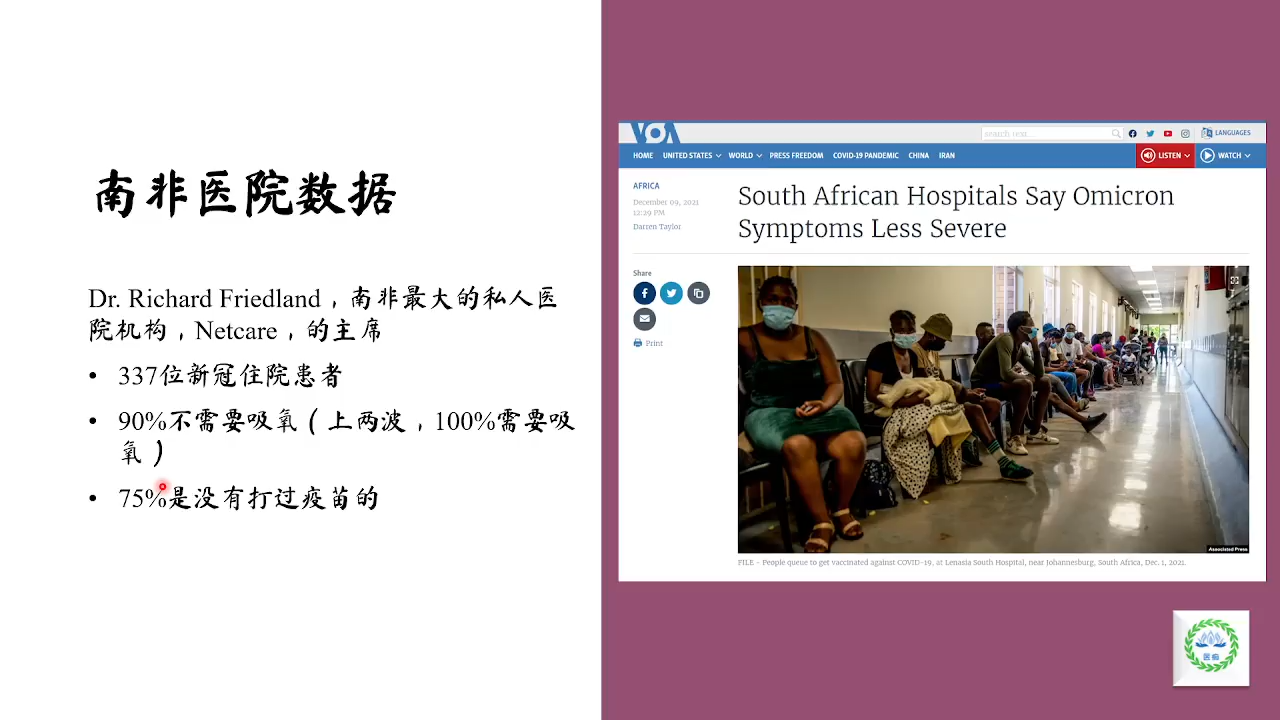 南非医院数据
Dr. Richard Friedland，南非最大的私人医
院机构，Netcare，的主席
• 337位新冠住院患者
• 90%不需要吸氧（上两波，100%需要吸
氧）
• 75%是没有打过疫苗的
VOA
search text...
LANGUAGES
HOME UNITED STATES WORLD PRESS FREEDOM COVID-19 PANDEMIC CHINA IRAN LISTEN WATCH
AFRICA
December 09, 2021
12:29 PM
Darren Taylor
South African Hospitals Say Omicron
Symptoms Less Severe
Share
Print
Associated Press
FILE - People queue to get vaccinated against COVID-19, at Lenasia South Hospital, near Johannesburg, South Africa, Dec. 1, 2021.